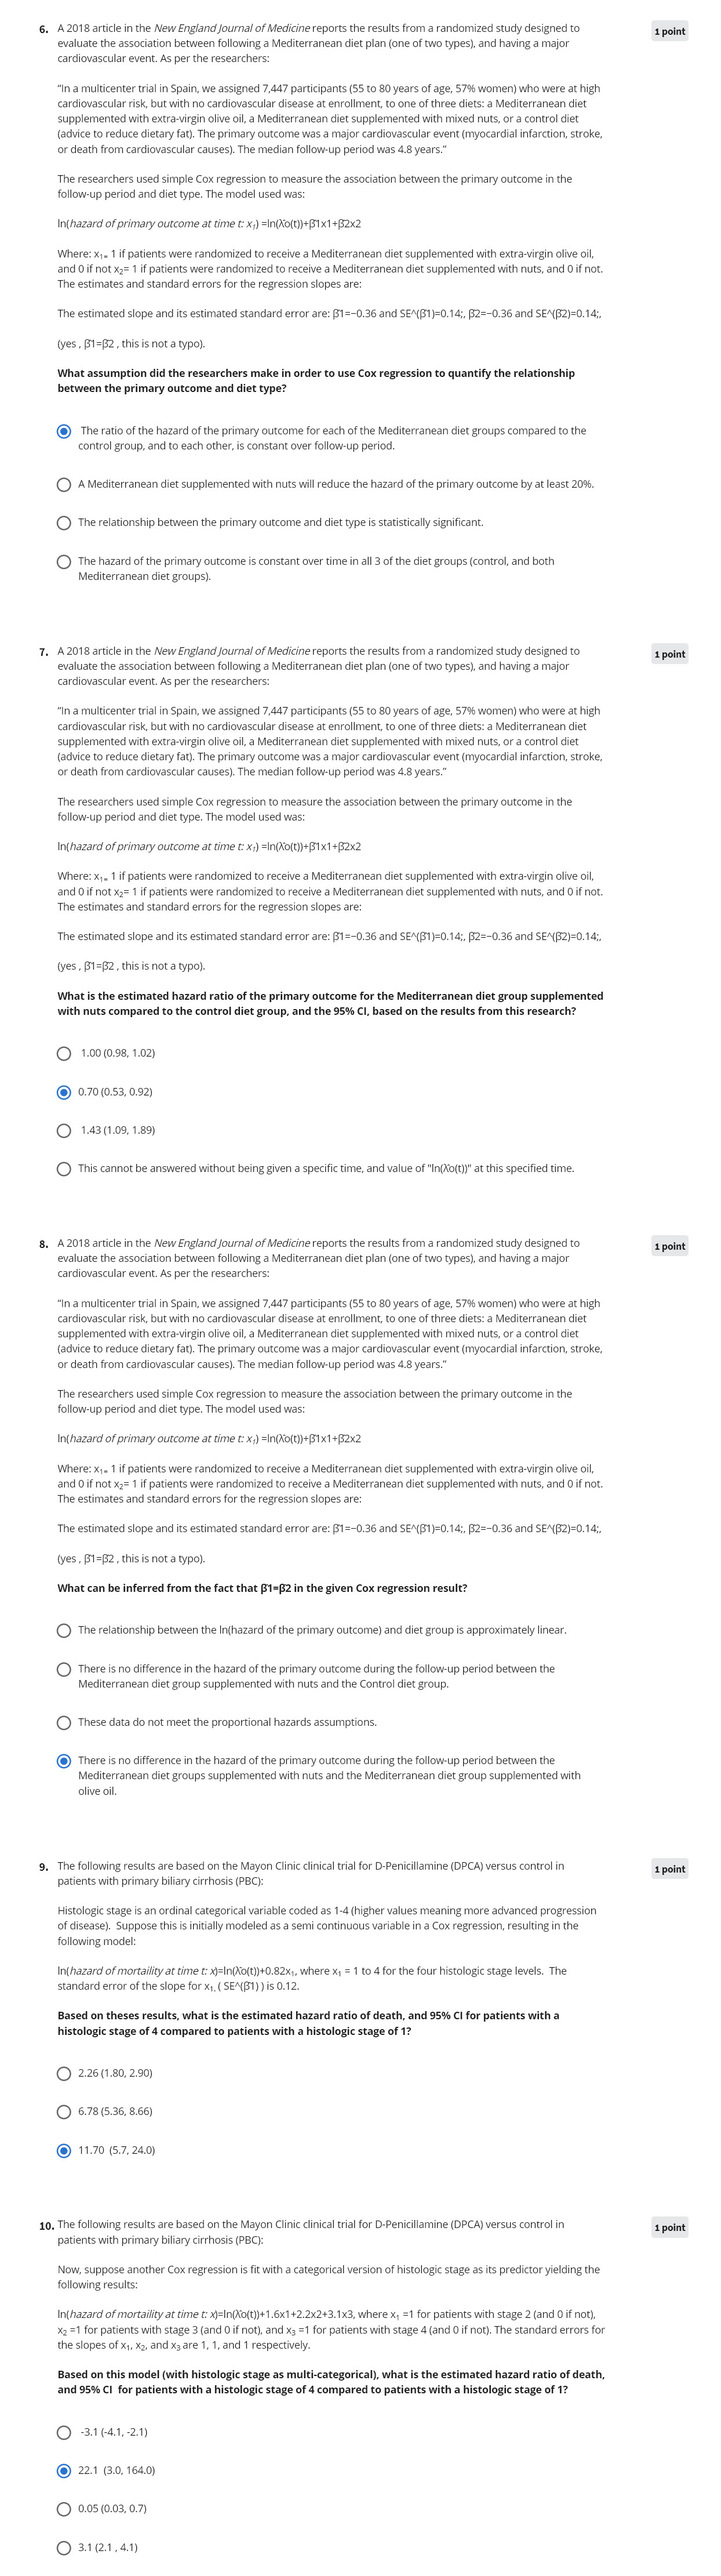 6. A 2018 article in the New England Journal of Medicine reports the results from a randomized study designed to
1 point
evaluate the association between following a Mediterranean diet plan (one of two types), and having a major
cardiovascular event. As per the researchers:
“In a multicenter trial in Spain, we assigned 7,447 participants (55 to 80 years of age, 57% women) who were at high
cardiovascular risk, but with no cardiovascular disease at enrollment, to one of three diets: a Mediterranean diet
supplemented with extra-virgin olive oil, a Mediterranean diet supplemented with mixed nuts, or a control diet
(advice to reduce dietary fat). The primary outcome was a major cardiovascular event (myocardial infarction, stroke,
or death from cardiovascular causes). The median follow-up period was 4.8 years.”
The researchers used simple Cox regression to measure the association between the primary outcome in the
follow-up period and diet type. The model used was:
ln(hazard of primary outcome at time t: x₁) =ln(λ̂o(t))+β̂1x1+β̂2x2
Where: x₁₌ 1 if patients were randomized to receive a Mediterranean diet supplemented with extra-virgin olive oil,
and 0 if not x₂= 1 if patients were randomized to receive a Mediterranean diet supplemented with nuts, and 0 if not.
The estimates and standard errors for the regression slopes are:
The estimated slope and its estimated standard error are: β̂1=−0.36 and SE^(β̂1)=0.14;, β̂2=−0.36 and SE^(β̂2)=0.14;,
(yes , β̂1=β̂2 , this is not a typo).
What assumption did the researchers make in order to use Cox regression to quantify the relationship
between the primary outcome and diet type?
The ratio of the hazard of the primary outcome for each of the Mediterranean diet groups compared to the
control group, and to each other, is constant over follow-up period.
A Mediterranean diet supplemented with nuts will reduce the hazard of the primary outcome by at least 20%.
The relationship between the primary outcome and diet type is statistically significant.
The hazard of the primary outcome is constant over time in all 3 of the diet groups (control, and both
Mediterranean diet groups).
7. A 2018 article in the New England Journal of Medicine reports the results from a randomized study designed to
1 point
evaluate the association between following a Mediterranean diet plan (one of two types), and having a major
cardiovascular event. As per the researchers:
“In a multicenter trial in Spain, we assigned 7,447 participants (55 to 80 years of age, 57% women) who were at high
cardiovascular risk, but with no cardiovascular disease at enrollment, to one of three diets: a Mediterranean diet
supplemented with extra-virgin olive oil, a Mediterranean diet supplemented with mixed nuts, or a control diet
(advice to reduce dietary fat). The primary outcome was a major cardiovascular event (myocardial infarction, stroke,
or death from cardiovascular causes). The median follow-up period was 4.8 years.”
The researchers used simple Cox regression to measure the association between the primary outcome in the
follow-up period and diet type. The model used was:
ln(hazard of primary outcome at time t: x₁) =ln(λ̂o(t))+β̂1x1+β̂2x2
Where: x₁₌ 1 if patients were randomized to receive a Mediterranean diet supplemented with extra-virgin olive oil,
and 0 if not x₂= 1 if patients were randomized to receive a Mediterranean diet supplemented with nuts, and 0 if not.
The estimates and standard errors for the regression slopes are:
The estimated slope and its estimated standard error are: β̂1=−0.36 and SE^(β̂1)=0.14;, β̂2=−0.36 and SE^(β̂2)=0.14;,
(yes , β̂1=β̂2 , this is not a typo).
What is the estimated hazard ratio of the primary outcome for the Mediterranean diet group supplemented
with nuts compared to the control diet group, and the 95% CI, based on the results from this research?
1.00 (0.98, 1.02)
0.70 (0.53, 0.92)
1.43 (1.09, 1.89)
This cannot be answered without being given a specific time, and value of "ln(λ̂o(t))" at this specified time.
8. A 2018 article in the New England Journal of Medicine reports the results from a randomized study designed to
1 point
evaluate the association between following a Mediterranean diet plan (one of two types), and having a major
cardiovascular event. As per the researchers:
“In a multicenter trial in Spain, we assigned 7,447 participants (55 to 80 years of age, 57% women) who were at high
cardiovascular risk, but with no cardiovascular disease at enrollment, to one of three diets: a Mediterranean diet
supplemented with extra-virgin olive oil, a Mediterranean diet supplemented with mixed nuts, or a control diet
(advice to reduce dietary fat). The primary outcome was a major cardiovascular event (myocardial infarction, stroke,
or death from cardiovascular causes). The median follow-up period was 4.8 years.”
The researchers used simple Cox regression to measure the association between the primary outcome in the
follow-up period and diet type. The model used was:
ln(hazard of primary outcome at time t: x₁) =ln(λ̂o(t))+β̂1x1+β̂2x2
Where: x₁₌ 1 if patients were randomized to receive a Mediterranean diet supplemented with extra-virgin olive oil,
and 0 if not x₂= 1 if patients were randomized to receive a Mediterranean diet supplemented with nuts, and 0 if not.
The estimates and standard errors for the regression slopes are:
The estimated slope and its estimated standard error are: β̂1=−0.36 and SE^(β̂1)=0.14;, β̂2=−0.36 and SE^(β̂2)=0.14;,
(yes , β̂1=β̂2 , this is not a typo).
What can be inferred from the fact that β̂1=β̂2 in the given Cox regression result?
The relationship between the ln(hazard of the primary outcome) and diet group is approximately linear.
There is no difference in the hazard of the primary outcome during the follow-up period between the
Mediterranean diet group supplemented with nuts and the Control diet group.
These data do not meet the proportional hazards assumptions.
There is no difference in the hazard of the primary outcome during the follow-up period between the
Mediterranean diet groups supplemented with nuts and the Mediterranean diet group supplemented with
olive oil.
9. The following results are based on the Mayon Clinic clinical trial for D-Penicillamine (DPCA) versus control in
1 point
patients with primary biliary cirrhosis (PBC):
Histologic stage is an ordinal categorical variable coded as 1-4 (higher values meaning more advanced progression
of disease). Suppose this is initially modeled as a semi continuous variable in a Cox regression, resulting in the
following model:
ln(hazard of mortaility at time t: x)=ln(λ̂o(t))+0.82x₁, where x₁ = 1 to 4 for the four histologic stage levels. The
standard error of the slope for x₁, ( SE^(β̂1) ) is 0.12.
Based on theses results, what is the estimated hazard ratio of death, and 95% CI for patients with a
histologic stage of 4 compared to patients with a histologic stage of 1?
2.26 (1.80, 2.90)
6.78 (5.36, 8.66)
11.70 (5.7, 24.0)
10. The following results are based on the Mayon Clinic clinical trial for D-Penicillamine (DPCA) versus control in
1 point
patients with primary biliary cirrhosis (PBC):
Now, suppose another Cox regression is fit with a categorical version of histologic stage as its predictor yielding the
following results:
ln(hazard of mortaility at time t: x)=ln(λ̂o(t))+1.6x1+2.2x2+3.1x3, where x₁ =1 for patients with stage 2 (and 0 if not),
x₂ =1 for patients with stage 3 (and 0 if not), and x₃ =1 for patients with stage 4 (and 0 if not). The standard errors for
the slopes of x₁, x₂, and x₃ are 1, 1, and 1 respectively.
Based on this model (with histologic stage as multi-categorical), what is the estimated hazard ratio of death,
and 95% CI for patients with a histologic stage of 4 compared to patients with a histologic stage of 1?
-3.1 (-4.1, -2.1)
22.1 (3.0, 164.0)
0.05 (0.03, 0.7)
3.1 (2.1 , 4.1)